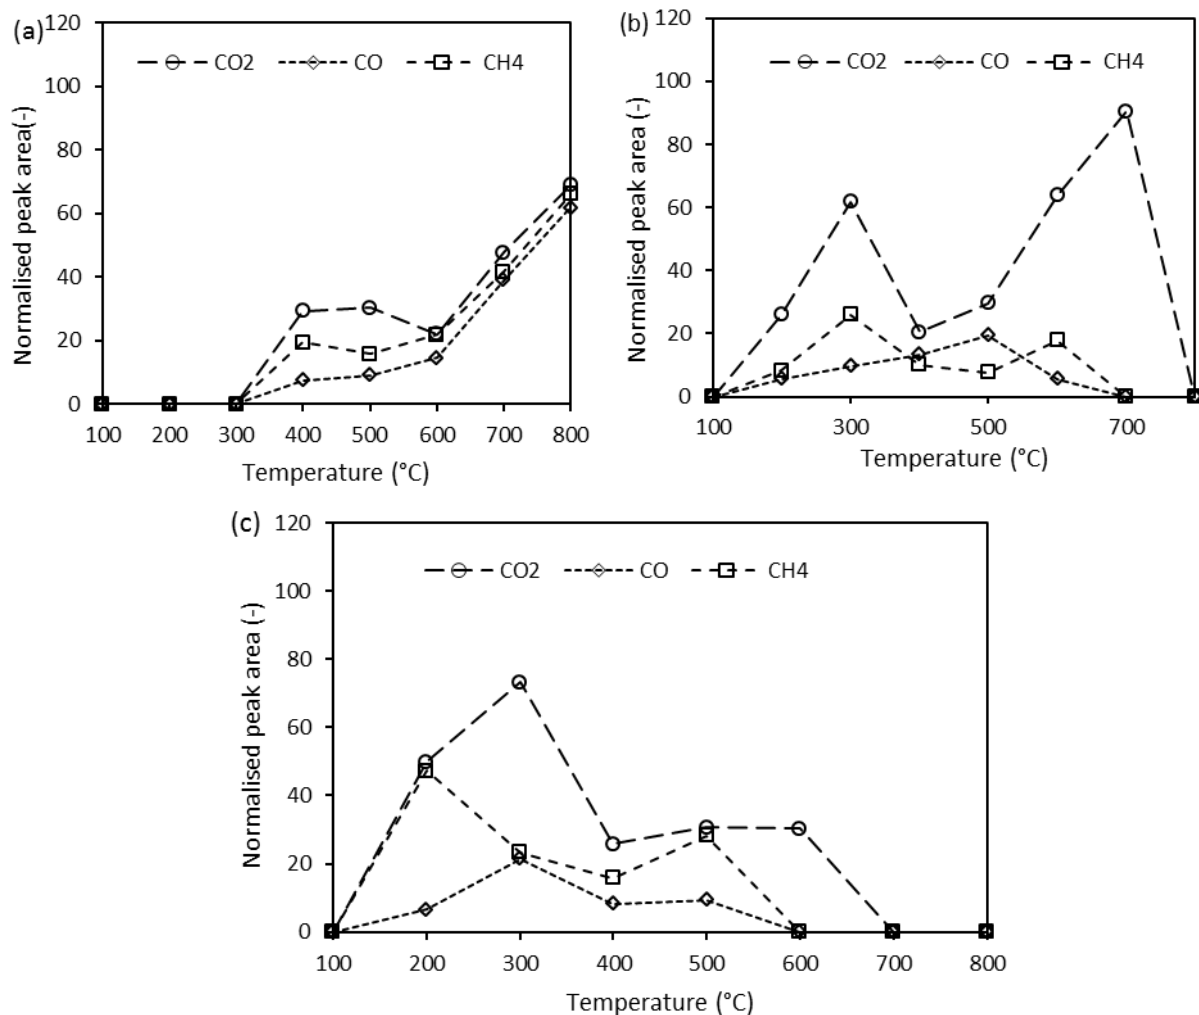 (a)
CO2 CO CH4
Normalised peak area(-)
120
100
80
60
40
20
0
100 200 300 400 500 600 700 800
Temperature (°C)
(b)
CO2 CO CH4
Normalised peak area (-)
120
100
80
60
40
20
0
100 300 500 700
Temperature (°C)
(c)
CO2 CO CH4
Normalised peak area (-)
120
100
80
60
40
20
0
100 200 300 400 500 600 700 800
Temperature (°C)